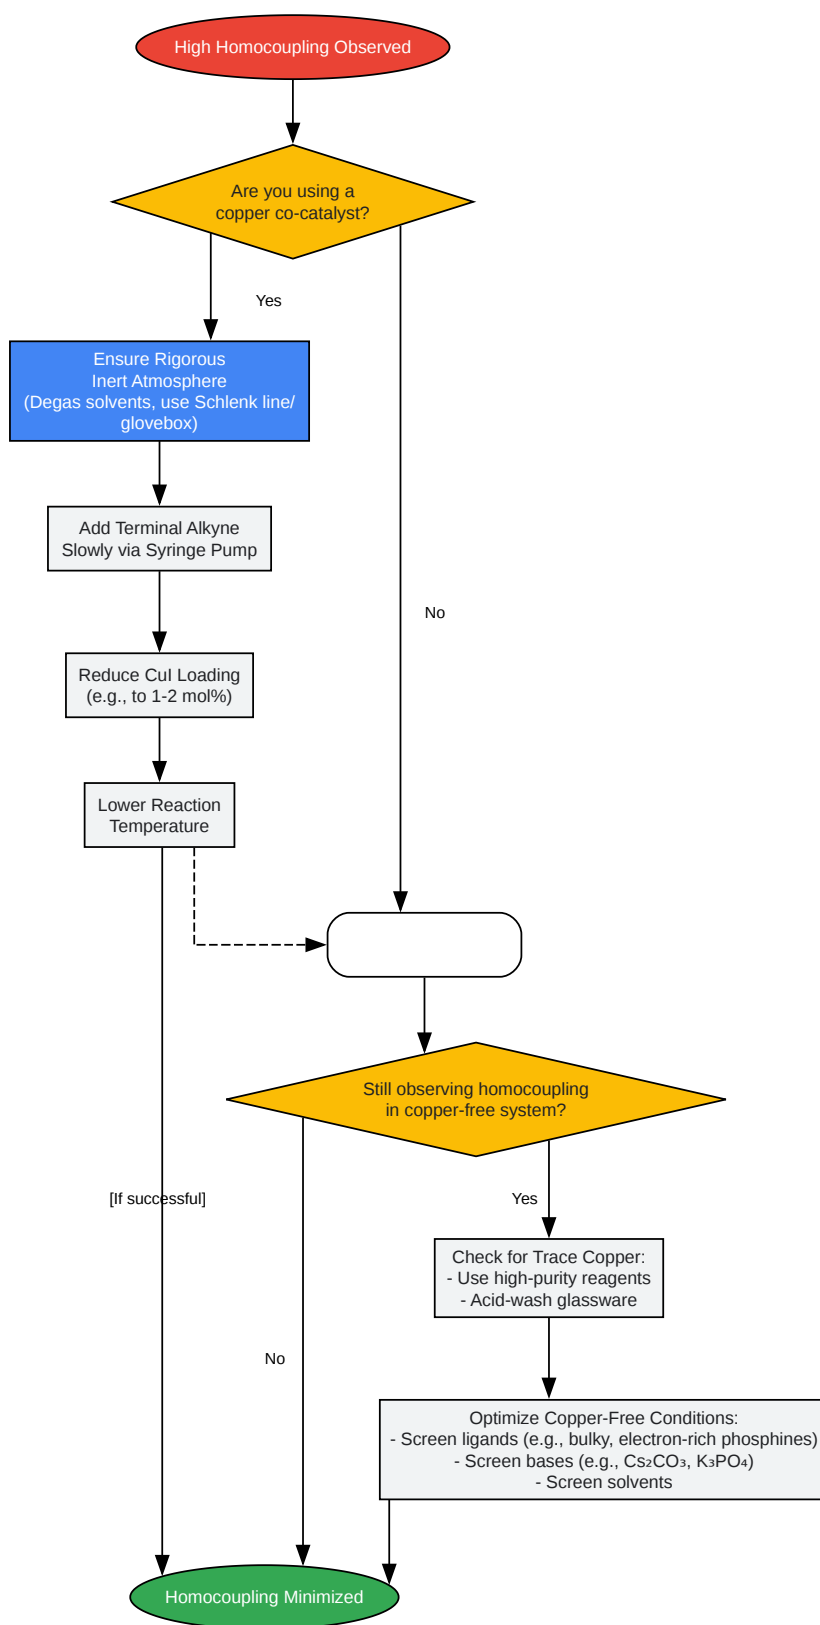 High Homocoupling Observed
Are you using a
copper co-catalyst?
Yes
Ensure Rigorous
Inert Atmosphere
(Degas solvents, use Schlenk line/
glovebox)
Add Terminal Alkyne
Slowly via Syringe Pump
No
Reduce CuI Loading
(e.g., to 1-2 mol%)
Lower Reaction
Temperature
Still observing homocoupling
in copper-free system?
[If successful]
Yes
Check for Trace Copper:
- Use high-purity reagents
- Acid-wash glassware
No
Optimize Copper-Free Conditions:
- Screen ligands (e.g., bulky, electron-rich phosphines)
- Screen bases (e.g., Cs₂CO₃, K₃PO₄)
- Screen solvents
Homocoupling Minimized